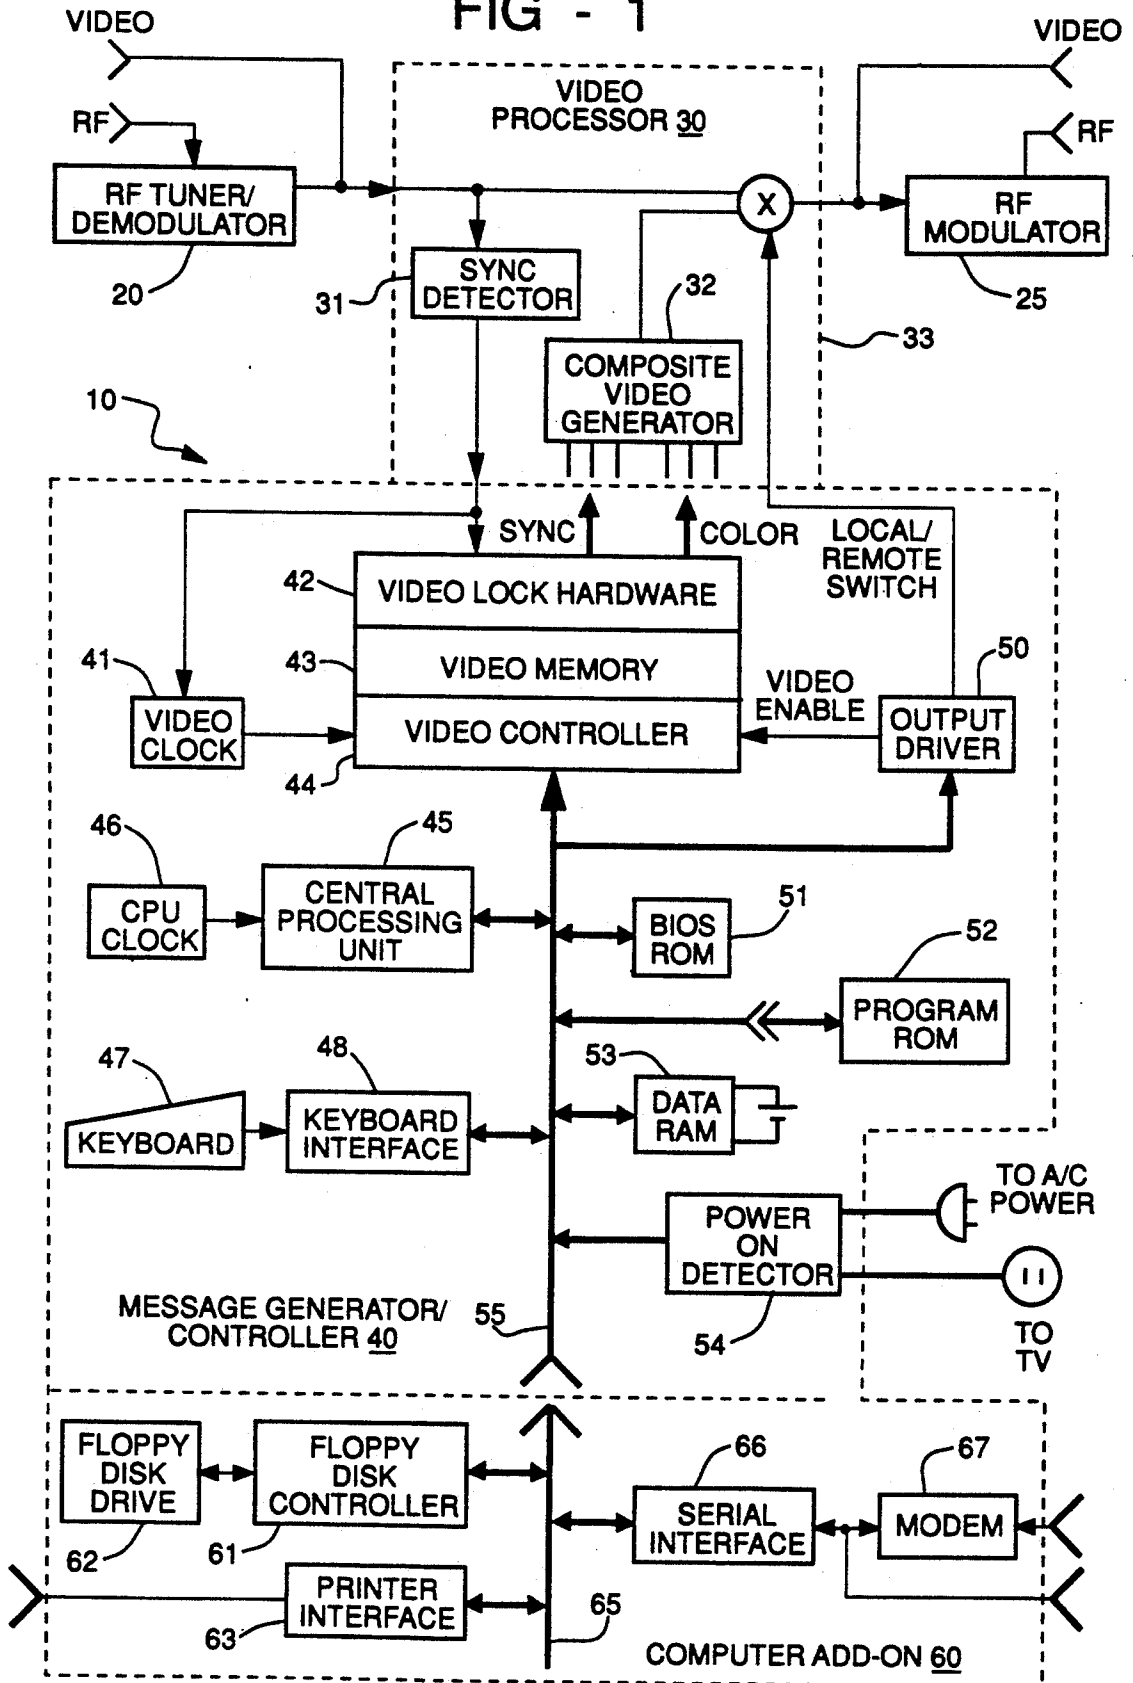 FIG - 1
VIDEO
VIDEO
VIDEO
PROCESSOR 30
RF
RF
RF TUNER/
DEMODULATOR
X
RF
MODULATOR
20
31
SYNC
DETECTOR
32
25
33
COMPOSITE
VIDEO
GENERATOR
10
SYNC
COLOR
LOCAL/
REMOTE
SWITCH
42
VIDEO LOCK HARDWARE
43
VIDEO MEMORY
41
50
VIDEO
ENABLE
VIDEO
CLOCK
VIDEO CONTROLLER
OUTPUT
DRIVER
44
46
45
CPU
CLOCK
CENTRAL
PROCESSING
UNIT
51
BIOS
ROM
52
PROGRAM
ROM
47
48
53
KEYBOARD
KEYBOARD
INTERFACE
DATA
RAM
TO A/C
POWER
POWER
ON
DETECTOR
MESSAGE GENERATOR/
CONTROLLER 40
55
54
TO
TV
FLOPPY
DISK
DRIVE
FLOPPY
DISK
CONTROLLER
66
67
SERIAL
INTERFACE
MODEM
62
61
PRINTER
INTERFACE
63
65
COMPUTER ADD-ON 60